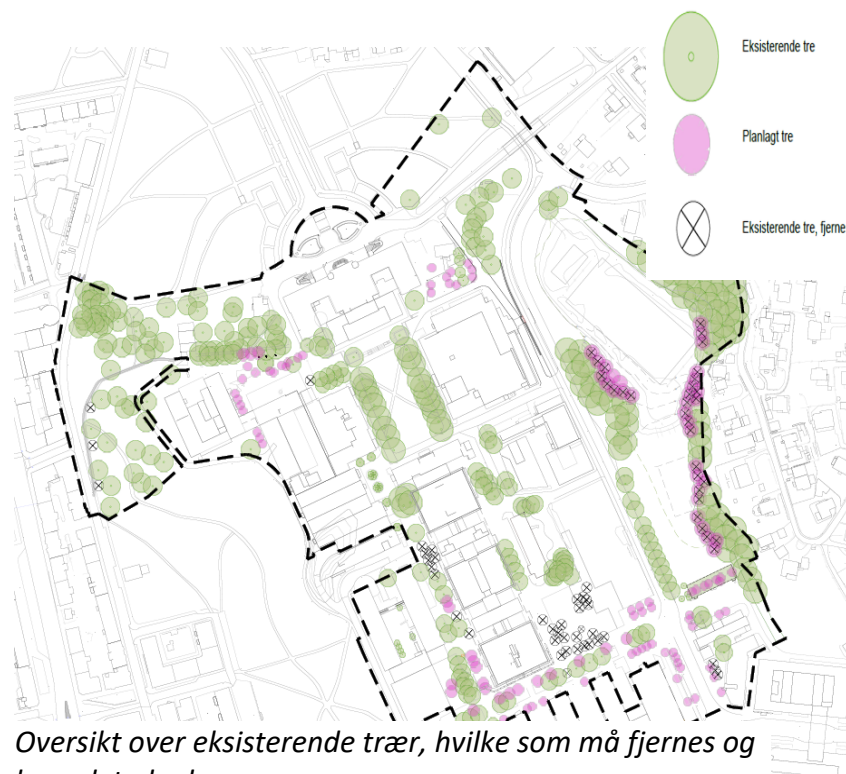 Eksisterende tre
Planlagt tre
Eksisterende tre, fjerne
Oversikt over eksisterende trær, hvilke som må fjernes og